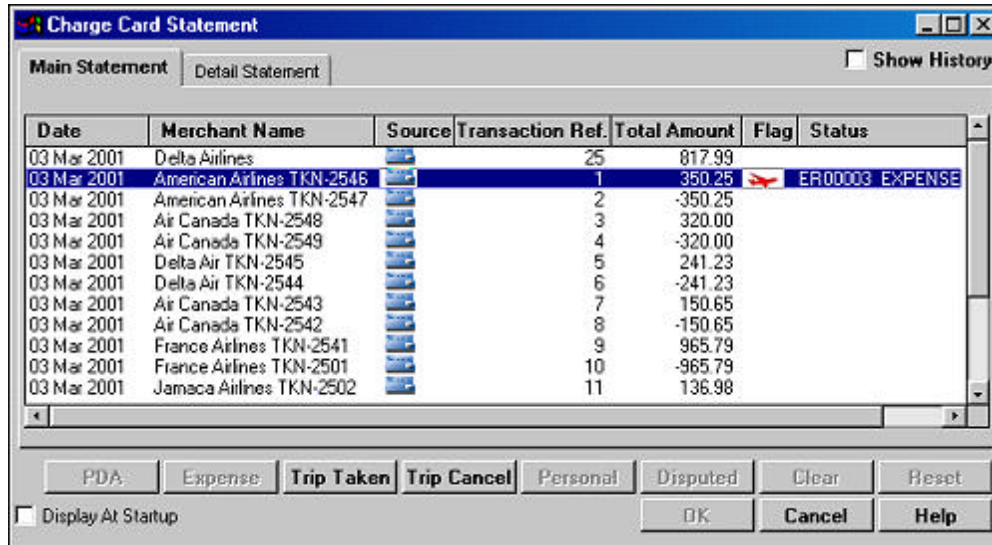 Charge Card Statement
Main Statement Detail Statement Show History
Date Merchant Name Source Transaction Ref. Total Amount Flag Status
03 Mar 2001 Delta Airlines 25 817.99
03 Mar 2001 American Airlines TKN-2546 1 350.25 ER00003 EXPENSE
03 Mar 2001 American Airlines TKN-2547 2 -350.25
03 Mar 2001 Air Canada TKN-2548 3 320.00
03 Mar 2001 Air Canada TKN-2549 4 -320.00
03 Mar 2001 Delta Air TKN-2545 5 241.23
03 Mar 2001 Delta Air TKN-2544 6 -241.23
03 Mar 2001 Air Canada TKN-2543 7 150.65
03 Mar 2001 Air Canada TKN-2542 8 -150.65
03 Mar 2001 France Airlines TKN-2541 9 965.79
03 Mar 2001 France Airlines TKN-2501 10 -965.79
03 Mar 2001 Jamaca Airlines TKN-2502 11 136.98
PDA Expense Trip Taken Trip Cancel Personal Disputed Clear Reset
Display At Startup OK Cancel Help